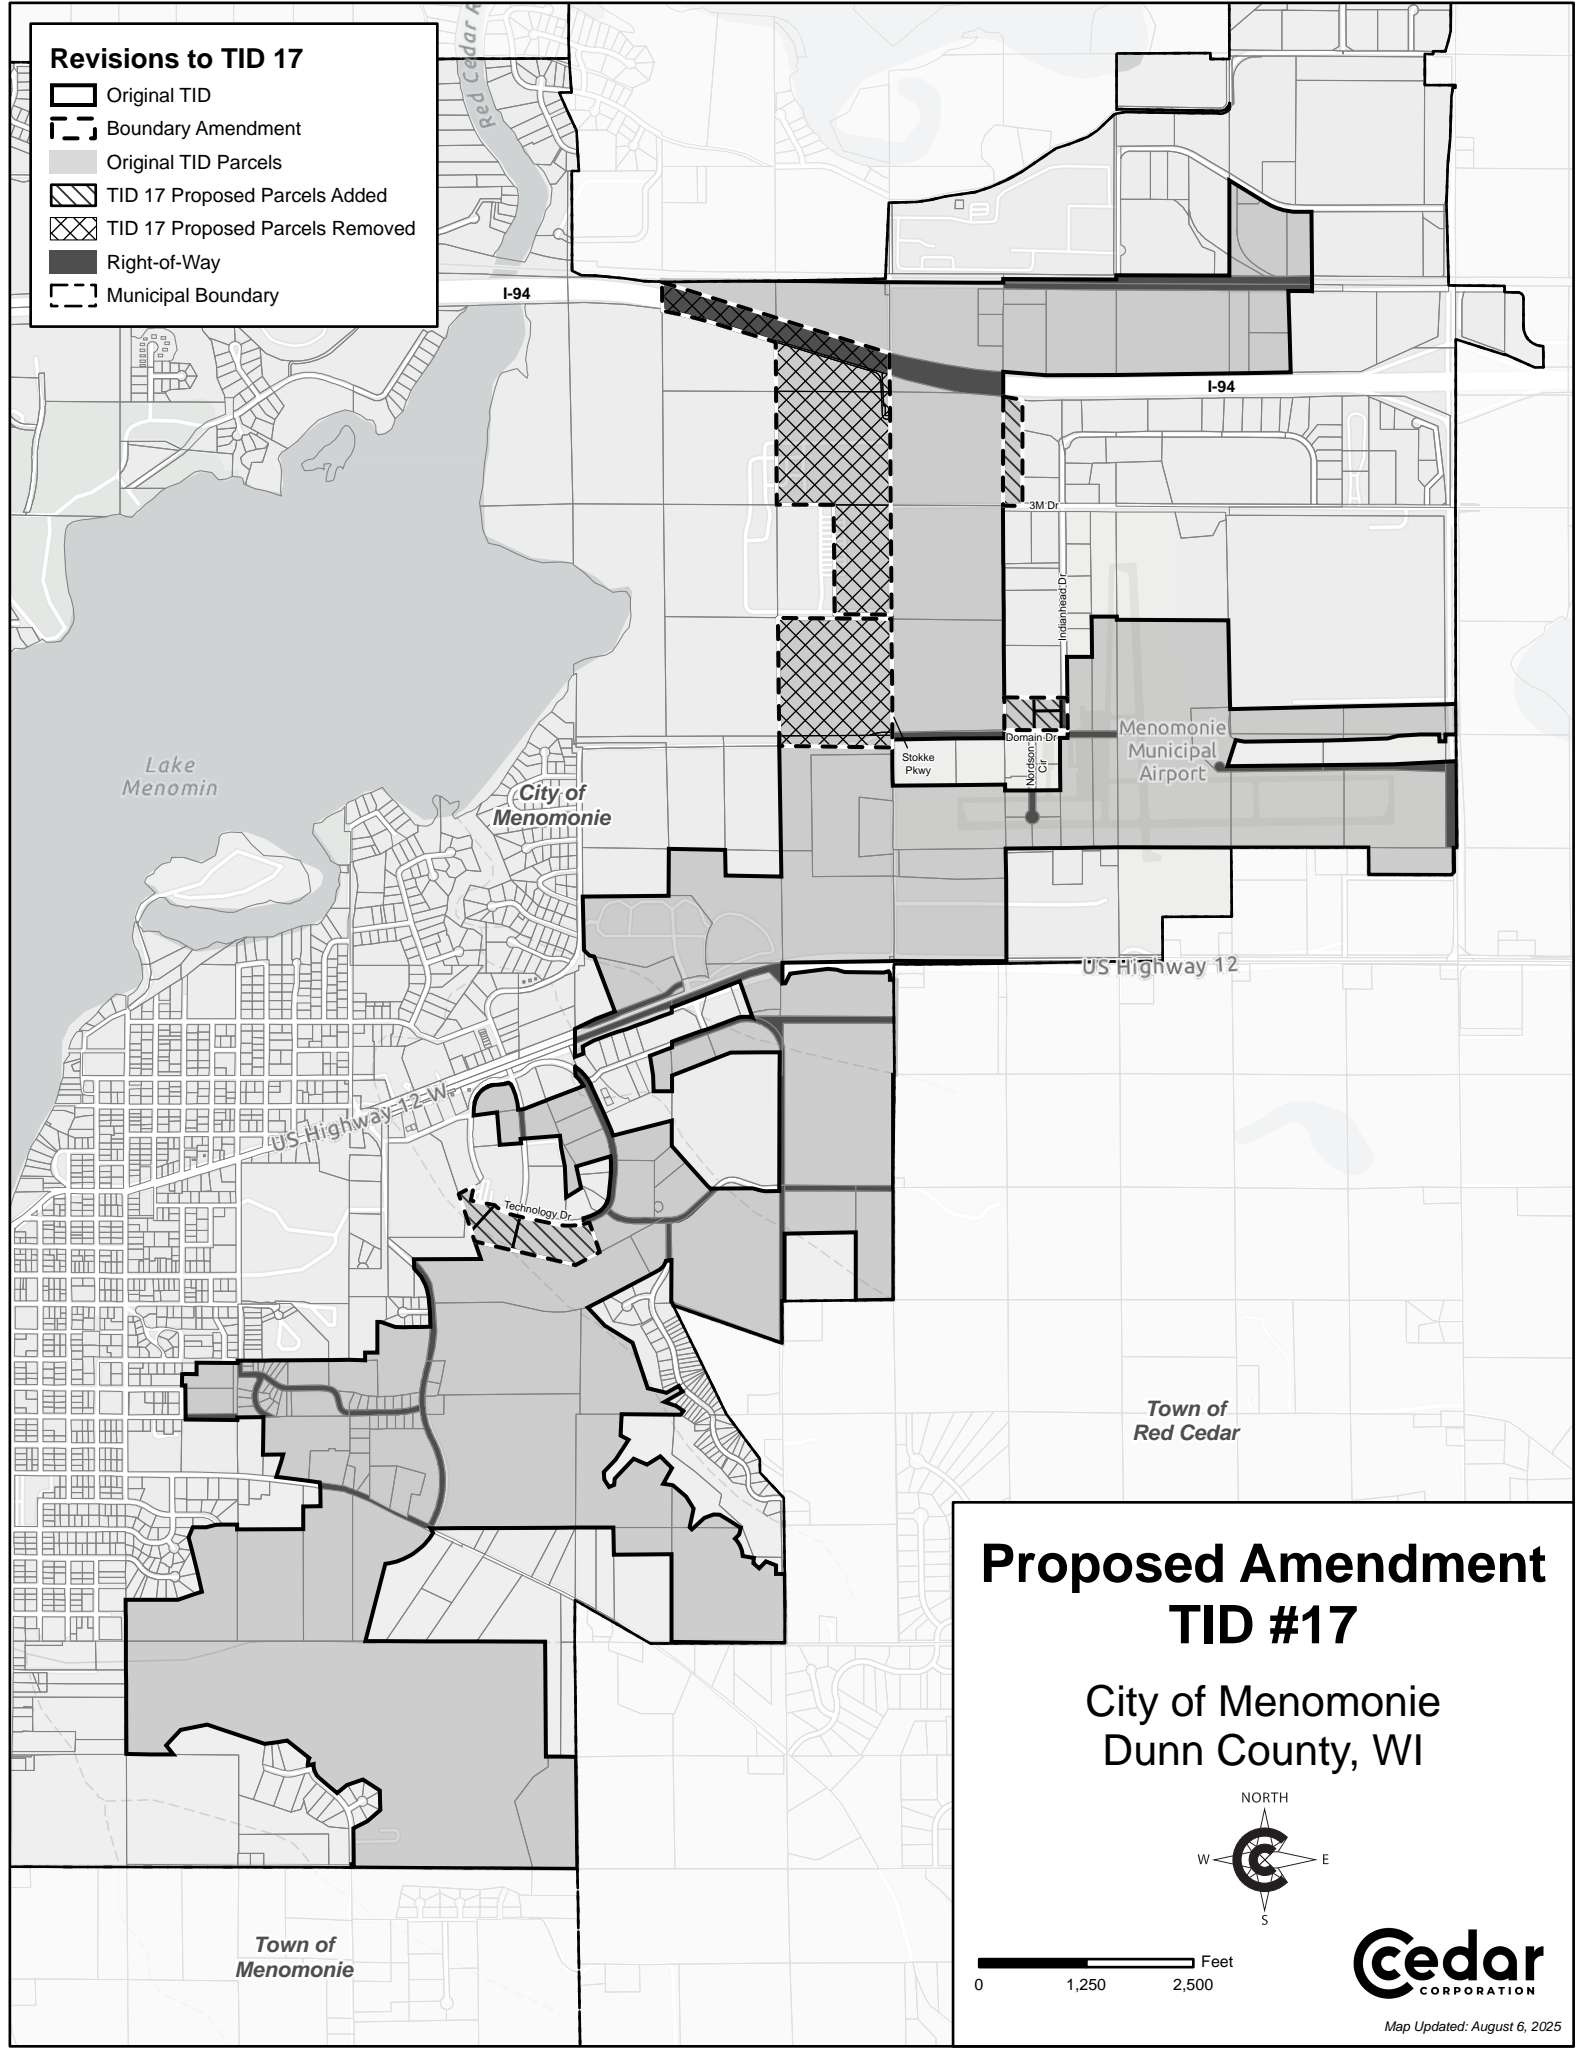 Revisions to TID 17
Original TID
Boundary Amendment
Original TID Parcels
TID 17 Proposed Parcels Added
TID 17 Proposed Parcels Removed
Right-of-Way
Municipal Boundary
Red Cedar R
I-94
I-94
3M Dr
Indianhead Dr
Domain Dr
Nordson
Cir
Stokke
Pkwy
Menomonie
Municipal
Airport
Lake
Menomin
City of
Menomonie
US Highway 12
US Highway 12 W
Technology Dr
Town of
Red Cedar
Town of
Menomonie
Proposed Amendment
TID #17
City of Menomonie
Dunn County, WI
NORTH
W
E
S
Feet
0
1,250
2,500
Cedar
CORPORATION
Map Updated: August 6, 2025